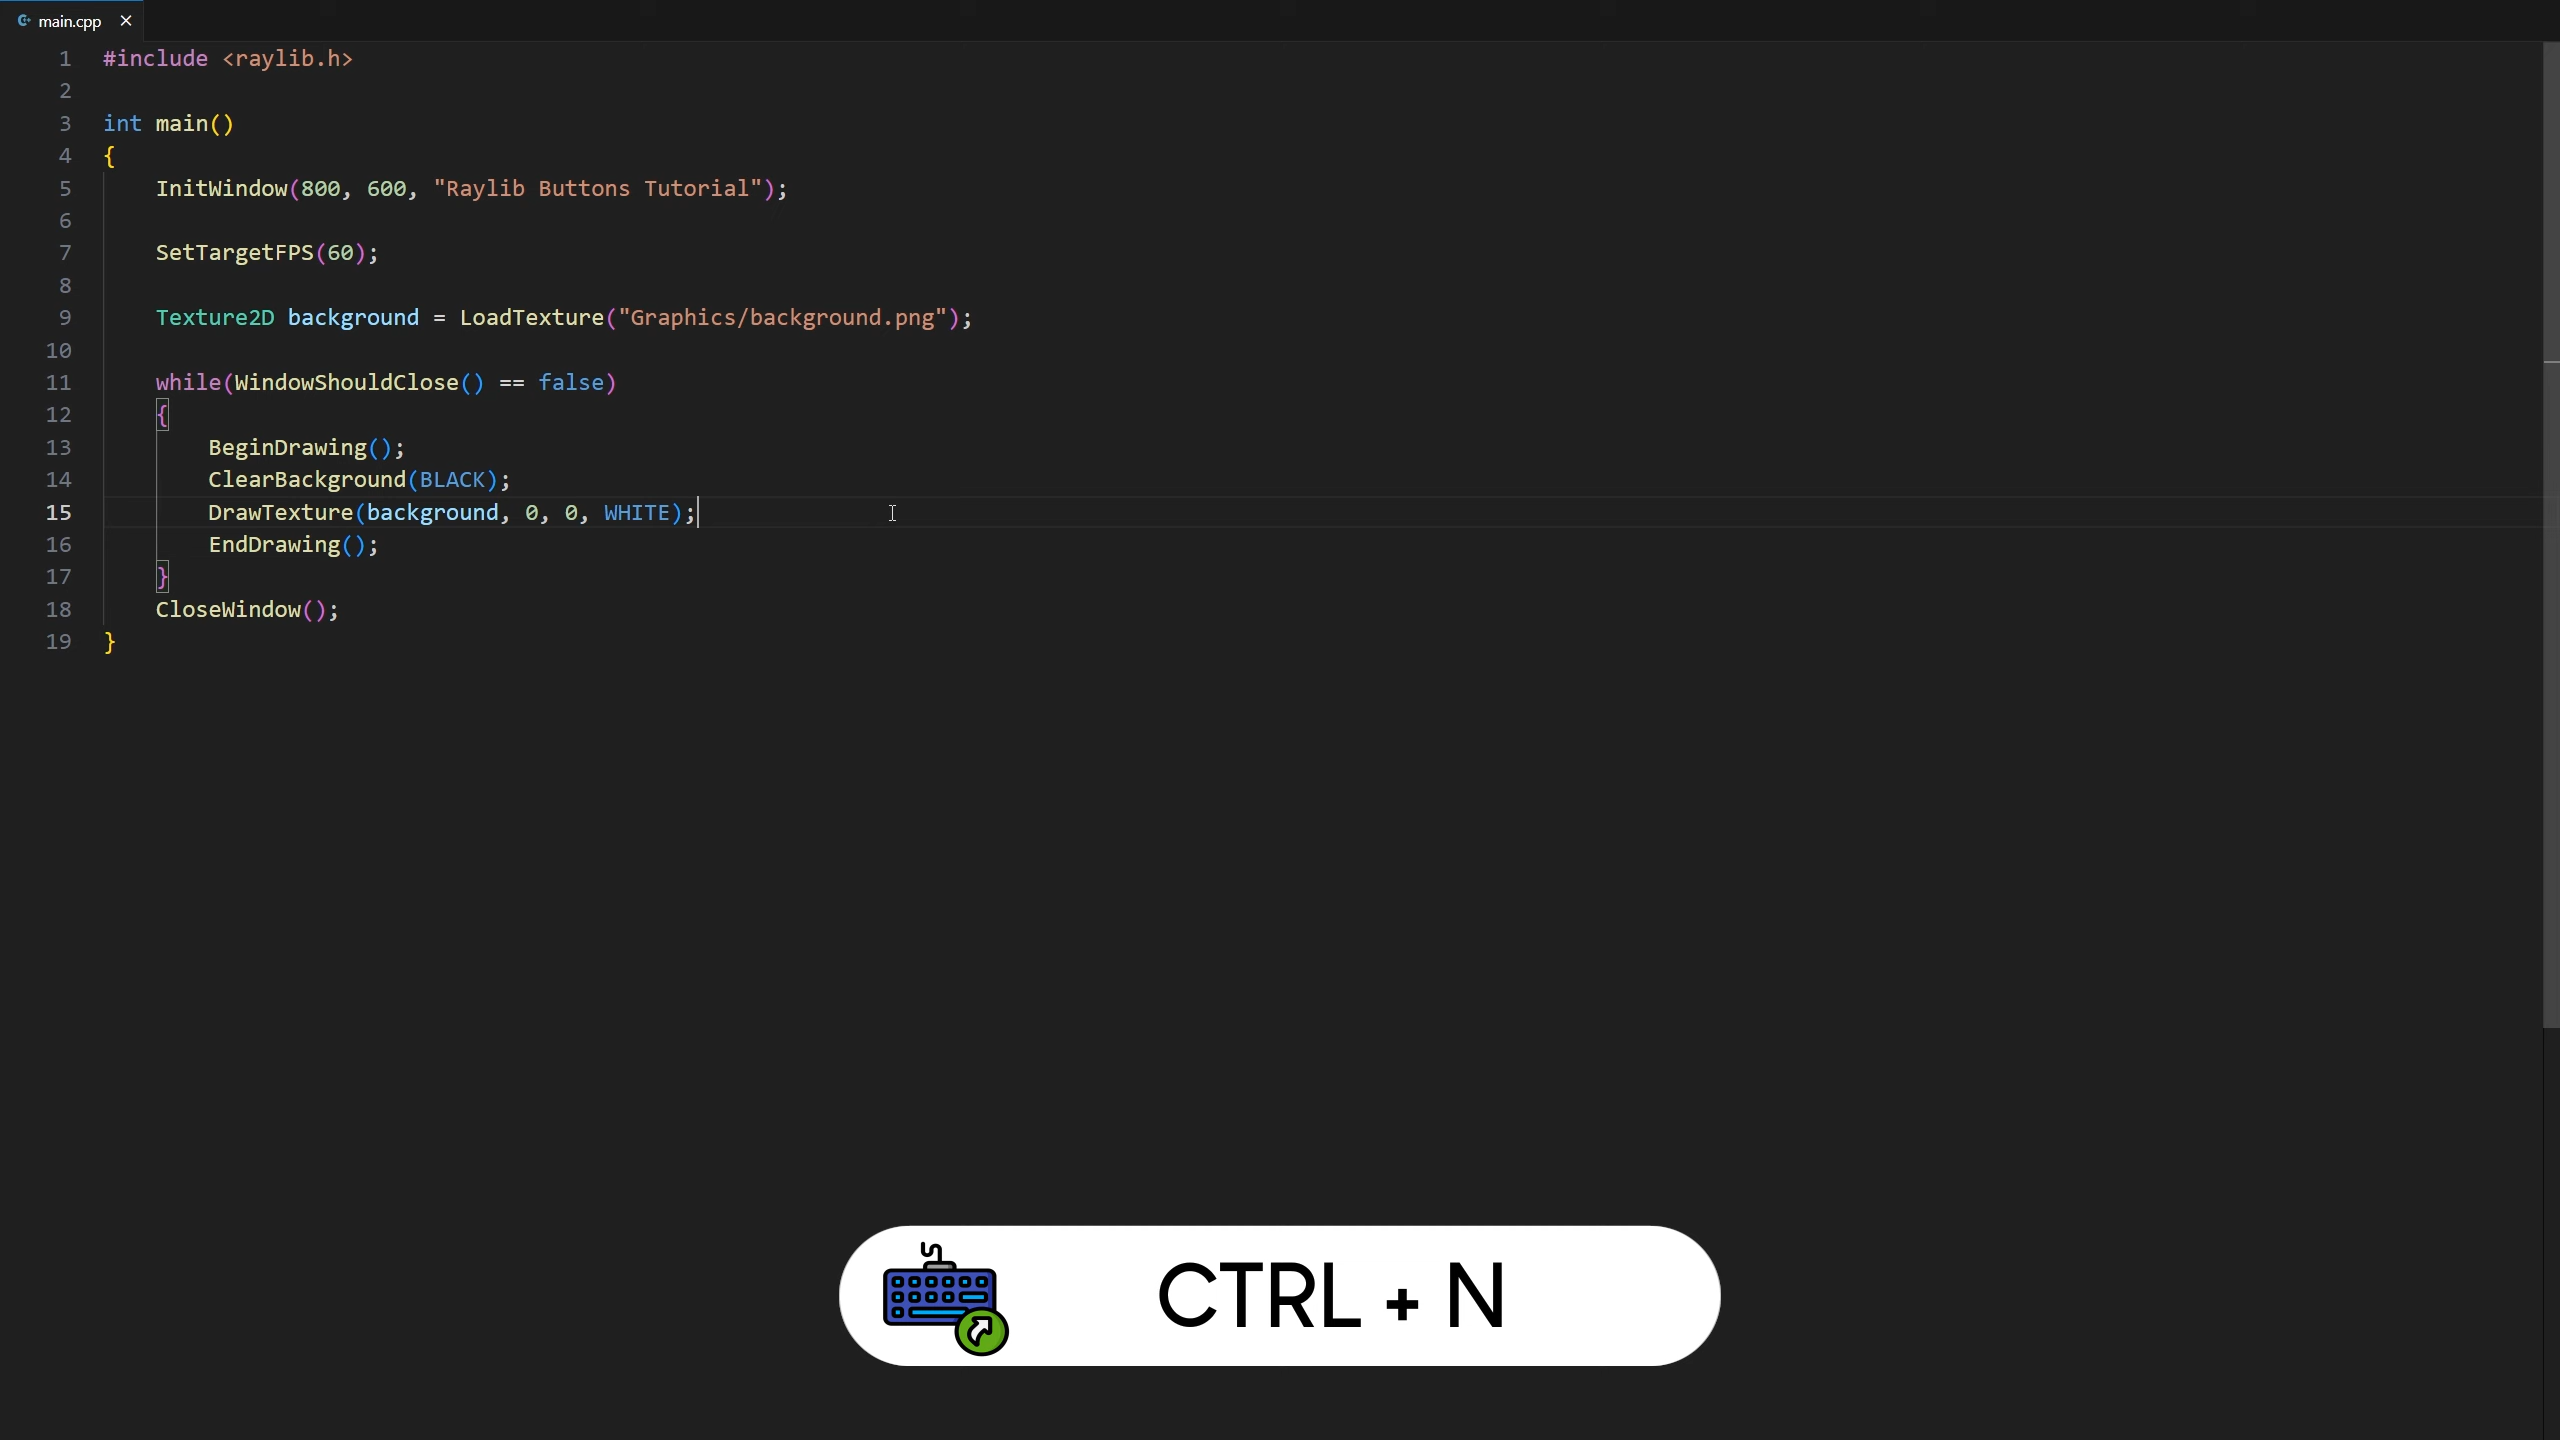 main.cpp
1 #include <raylib.h>
2
3 int main()
4 {
5 InitWindow(800, 600, "Raylib Buttons Tutorial");
6
7 SetTargetFPS(60);
8
9 Texture2D background = LoadTexture("Graphics/background.png");
10
11 while(WindowShouldClose() == false)
12 {
13 BeginDrawing();
14 ClearBackground(BLACK);
15 DrawTexture(background, 0, 0, WHITE);
16 EndDrawing();
17 }
18 CloseWindow();
19 }
CTRL + N